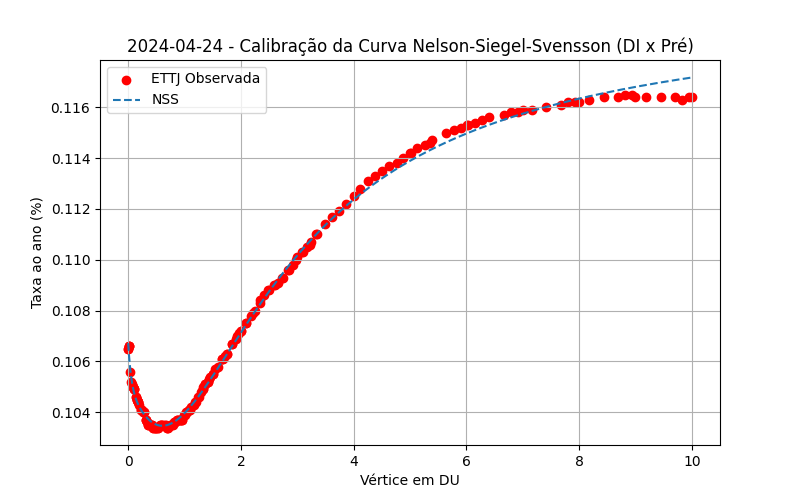 2024-04-24 - Calibração da Curva Nelson-Siegel-Svensson (DI x Pré)
ETTJ Observada
NSS
Taxa ao ano (%)
0.116
0.114
0.112
0.110
0.108
0.106
0.104
0 2 4 6 8 10
Vértice em DU